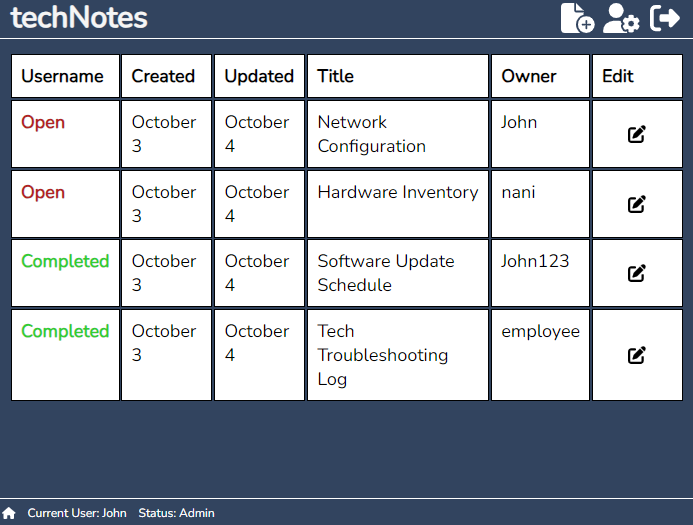 techNotes
Username Created Updated Title Owner Edit
Open October 3 October 4 Network Configuration John
Open October 3 October 4 Hardware Inventory nani
Completed October 3 October 4 Software Update Schedule John123
Completed October 3 October 4 Tech Troubleshooting Log employee
Current User: John Status: Admin